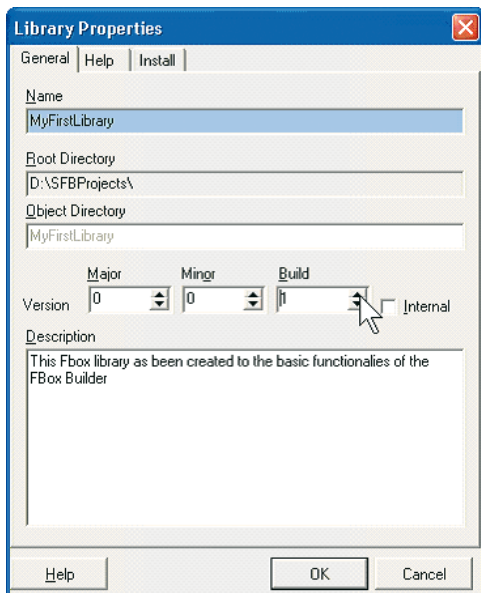 Library Properties
General Help Install
Name
MyFirstLibrary
Root Directory
D:\SFBProjects\
Object Directory
MyFirstLibrary
Major Minor Build
Version 0 0 1 Internal
Description
This Fbox library as been created to the basic functionalies of the
FBox Builder
Help OK Cancel